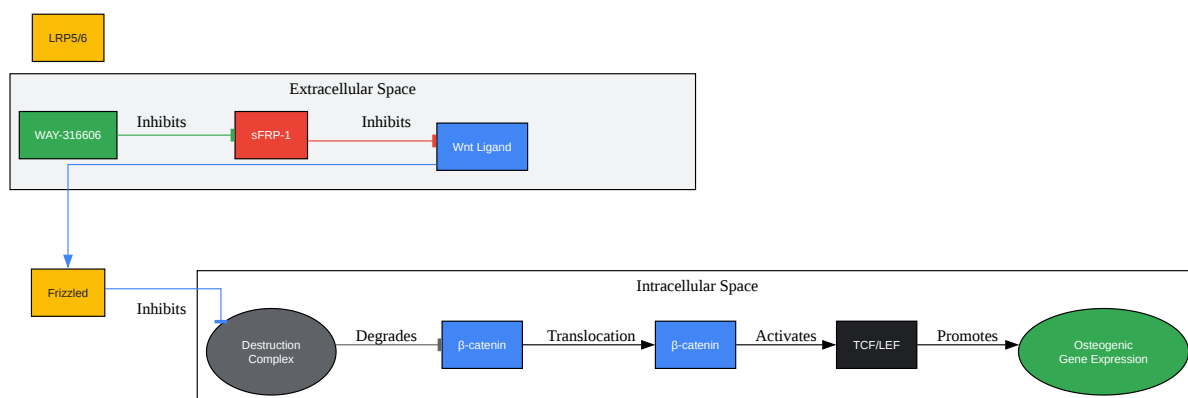 LRP5/6
Extracellular Space
WAY-316606
Inhibits
sFRP-1
Inhibits
Wnt Ligand
Frizzled
Inhibits
Intracellular Space
Destruction
Complex
Degrades
β-catenin
Translocation
β-catenin
Activates
TCF/LEF
Promotes
Osteogenic
Gene Expression